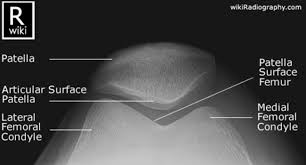 R
wiki
wikiRadiography.com
Patella
Patella
Surface
Femur
Articular Surface
Patella
Lateral
Femoral
Condyle
Medial
Femoral
Condyle